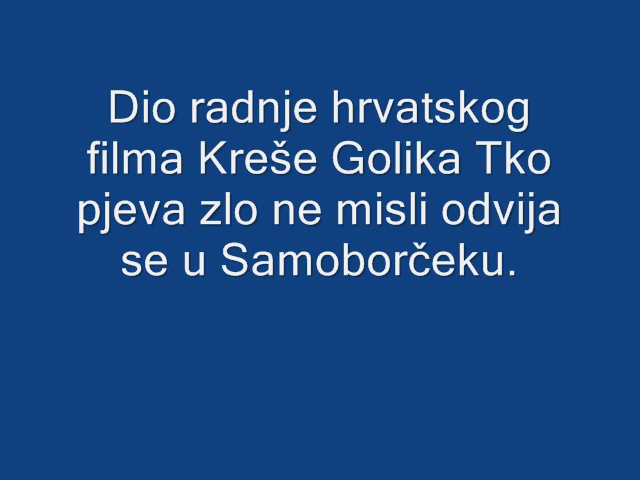 Dio radnje hrvatskog
filma Kreše Golika Tko
pjeva zlo ne misli odvija
se u Samoborčeku.